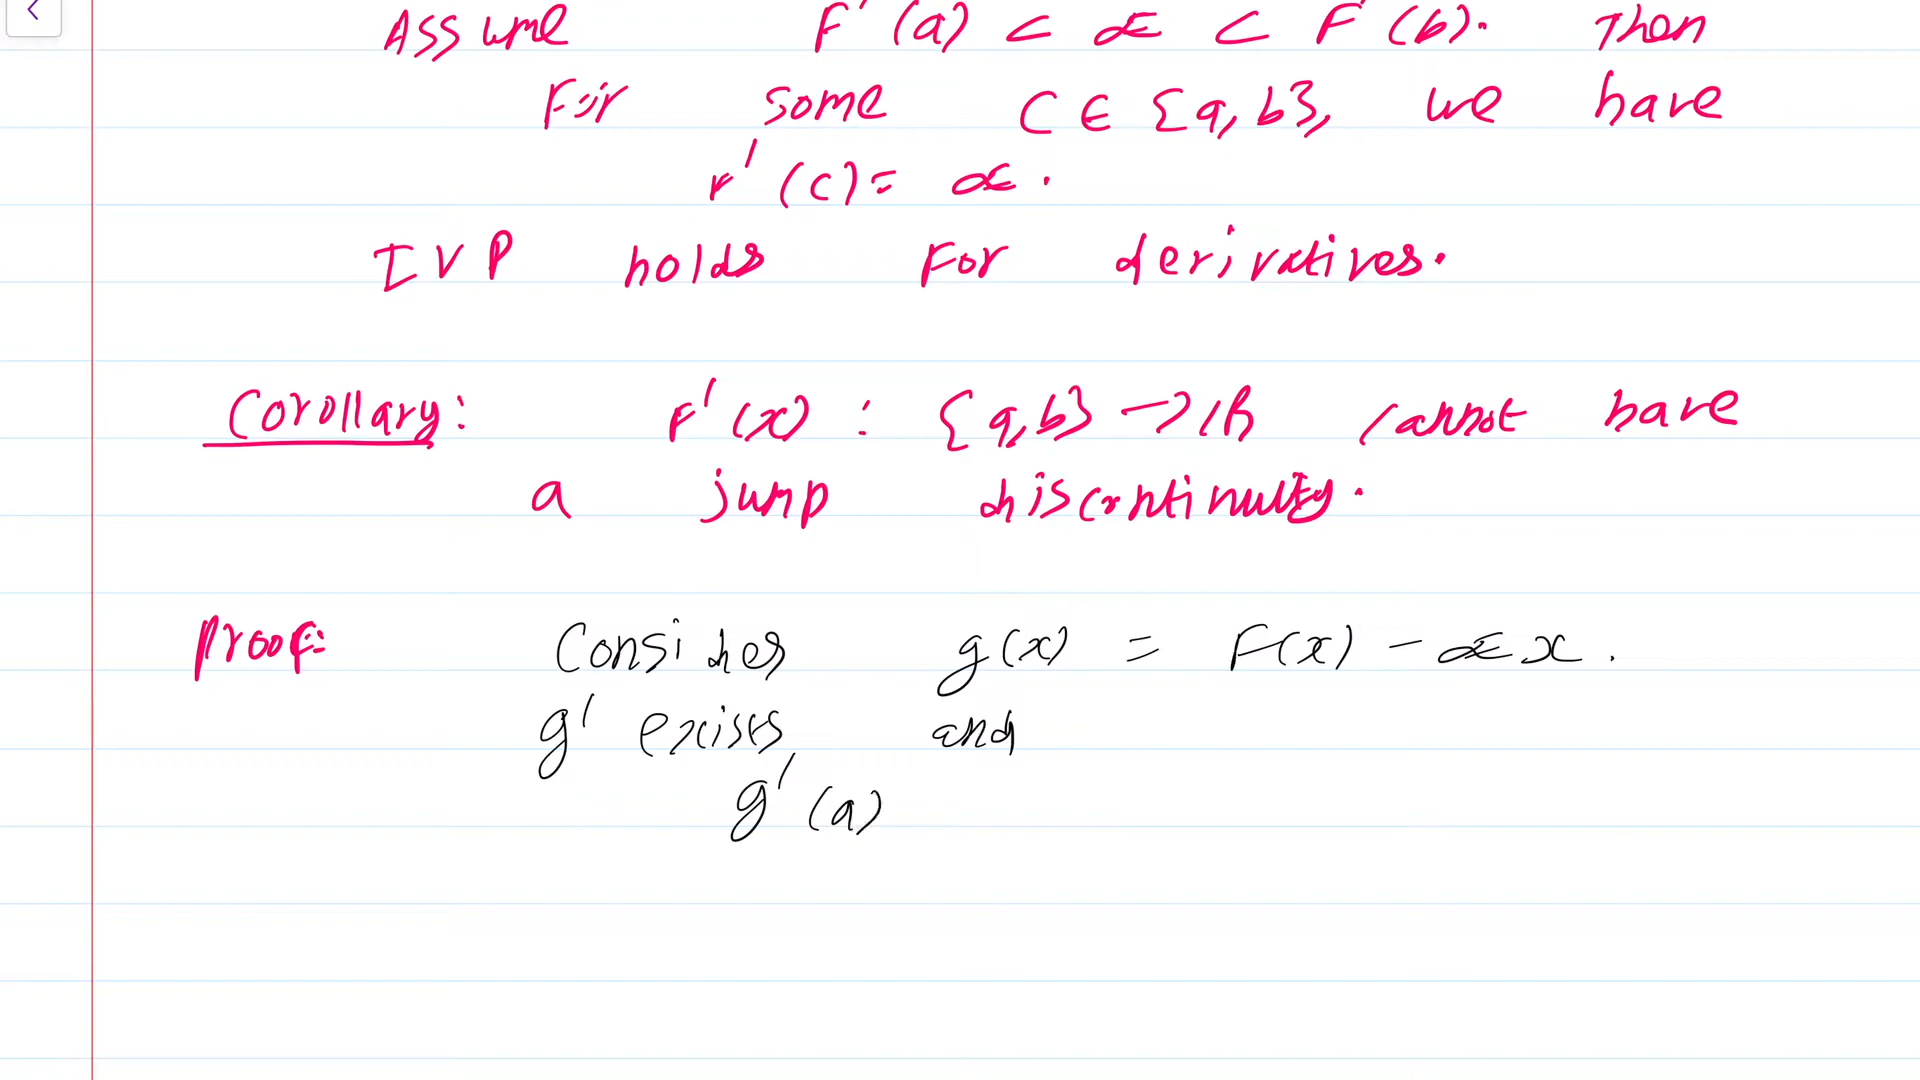 Assume F'(a) < α < F'(b). Then
For some c ∈ [a,b], we have
F'(c) = α.
IVP holds For derivatives.
Corollary: F'(x) : [a,b] → ℝ cannot have
a jump discontinuity.
Proof: Consider g(x) = F(x) - αx.
g' exists and
g'(a)